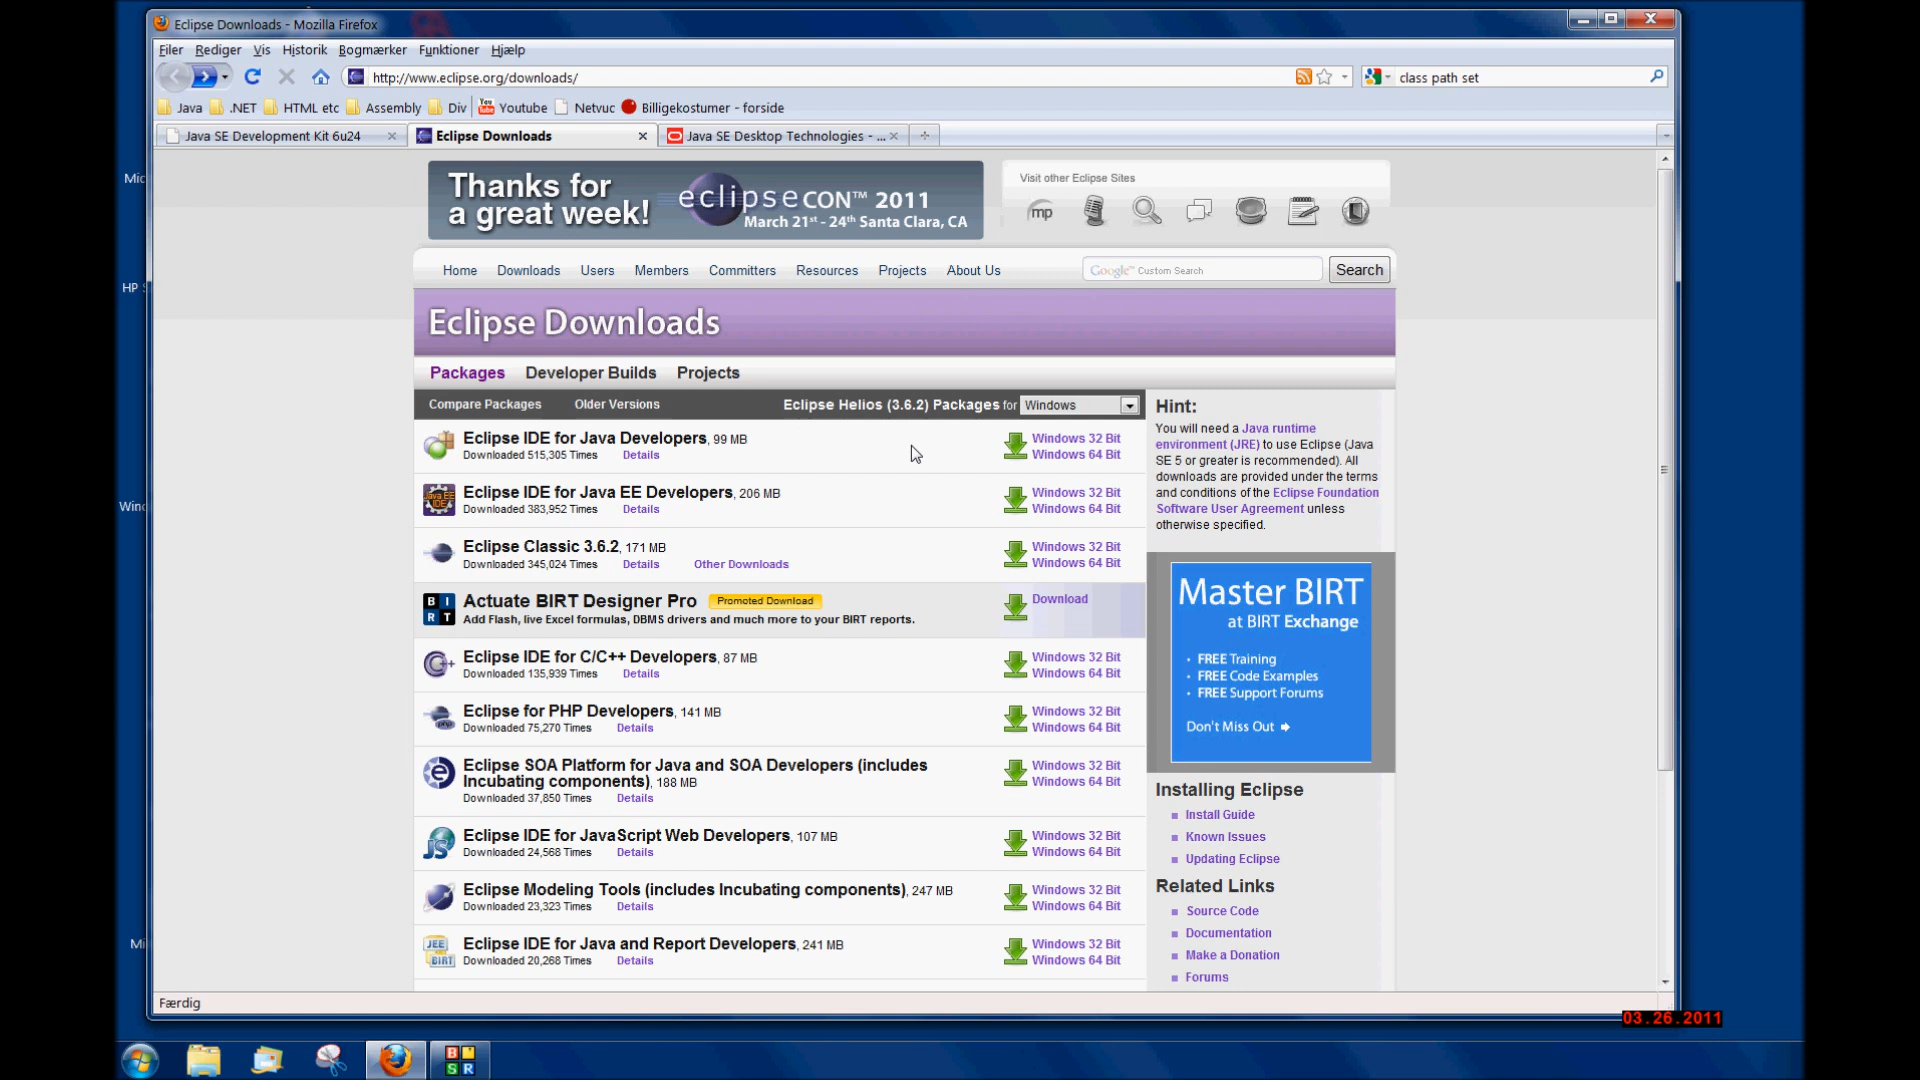 Eclipse Downloads - Mozilla Firefox
Filer Rediger Vis Historik Bogmærker Funktioner Hjælp
http://www.eclipse.org/downloads/
class path set
Java .NET HTML etc Assembly Div Youtube Netvuc Billigekostumer - forside
Java SE Development Kit 6u24
Eclipse Downloads
Java SE Desktop Technologies - ...
Thanks for
a great week!
eclipseCON™ 2011
March 21st - 24th Santa Clara, CA
Visit other Eclipse Sites
mp
Home Downloads Users Members Committers Resources Projects About Us
Google™ Custom Search
Search
Eclipse Downloads
Packages Developer Builds Projects
Compare Packages Older Versions Eclipse Helios (3.6.2) Packages for Windows
Eclipse IDE for Java Developers, 99 MB
Downloaded 515,305 Times Details
Windows 32 Bit
Windows 64 Bit
Eclipse IDE for Java EE Developers, 206 MB
Downloaded 383,952 Times Details
Windows 32 Bit
Windows 64 Bit
Eclipse Classic 3.6.2, 171 MB
Downloaded 345,024 Times Details Other Downloads
Windows 32 Bit
Windows 64 Bit
Actuate BIRT Designer Pro Promoted Download
Add Flash, live Excel formulas, DBMS drivers and much more to your BIRT reports.
Download
Eclipse IDE for C/C++ Developers, 87 MB
Downloaded 135,939 Times Details
Windows 32 Bit
Windows 64 Bit
Eclipse for PHP Developers, 141 MB
Downloaded 75,270 Times Details
Windows 32 Bit
Windows 64 Bit
Eclipse SOA Platform for Java and SOA Developers (includes
Incubating components), 188 MB
Downloaded 37,850 Times Details
Windows 32 Bit
Windows 64 Bit
Eclipse IDE for JavaScript Web Developers, 107 MB
Downloaded 24,568 Times Details
Windows 32 Bit
Windows 64 Bit
Eclipse Modeling Tools (includes Incubating components), 247 MB
Downloaded 23,323 Times Details
Windows 32 Bit
Windows 64 Bit
Eclipse IDE for Java and Report Developers, 241 MB
Downloaded 20,268 Times Details
Windows 32 Bit
Windows 64 Bit
Hint:
You will need a Java runtime
environment (JRE) to use Eclipse (Java
SE 5 or greater is recommended). All
downloads are provided under the terms
and conditions of the Eclipse Foundation
Software User Agreement unless
otherwise specified.
Master BIRT
at BIRT Exchange
· FREE Training
· FREE Code Examples
· FREE Support Forums
Don't Miss Out
Installing Eclipse
Install Guide
Known Issues
Updating Eclipse
Related Links
Source Code
Documentation
Make a Donation
Forums
Færdig
03.26.2011
Mic
HP S
Wind
Mi
B
S R